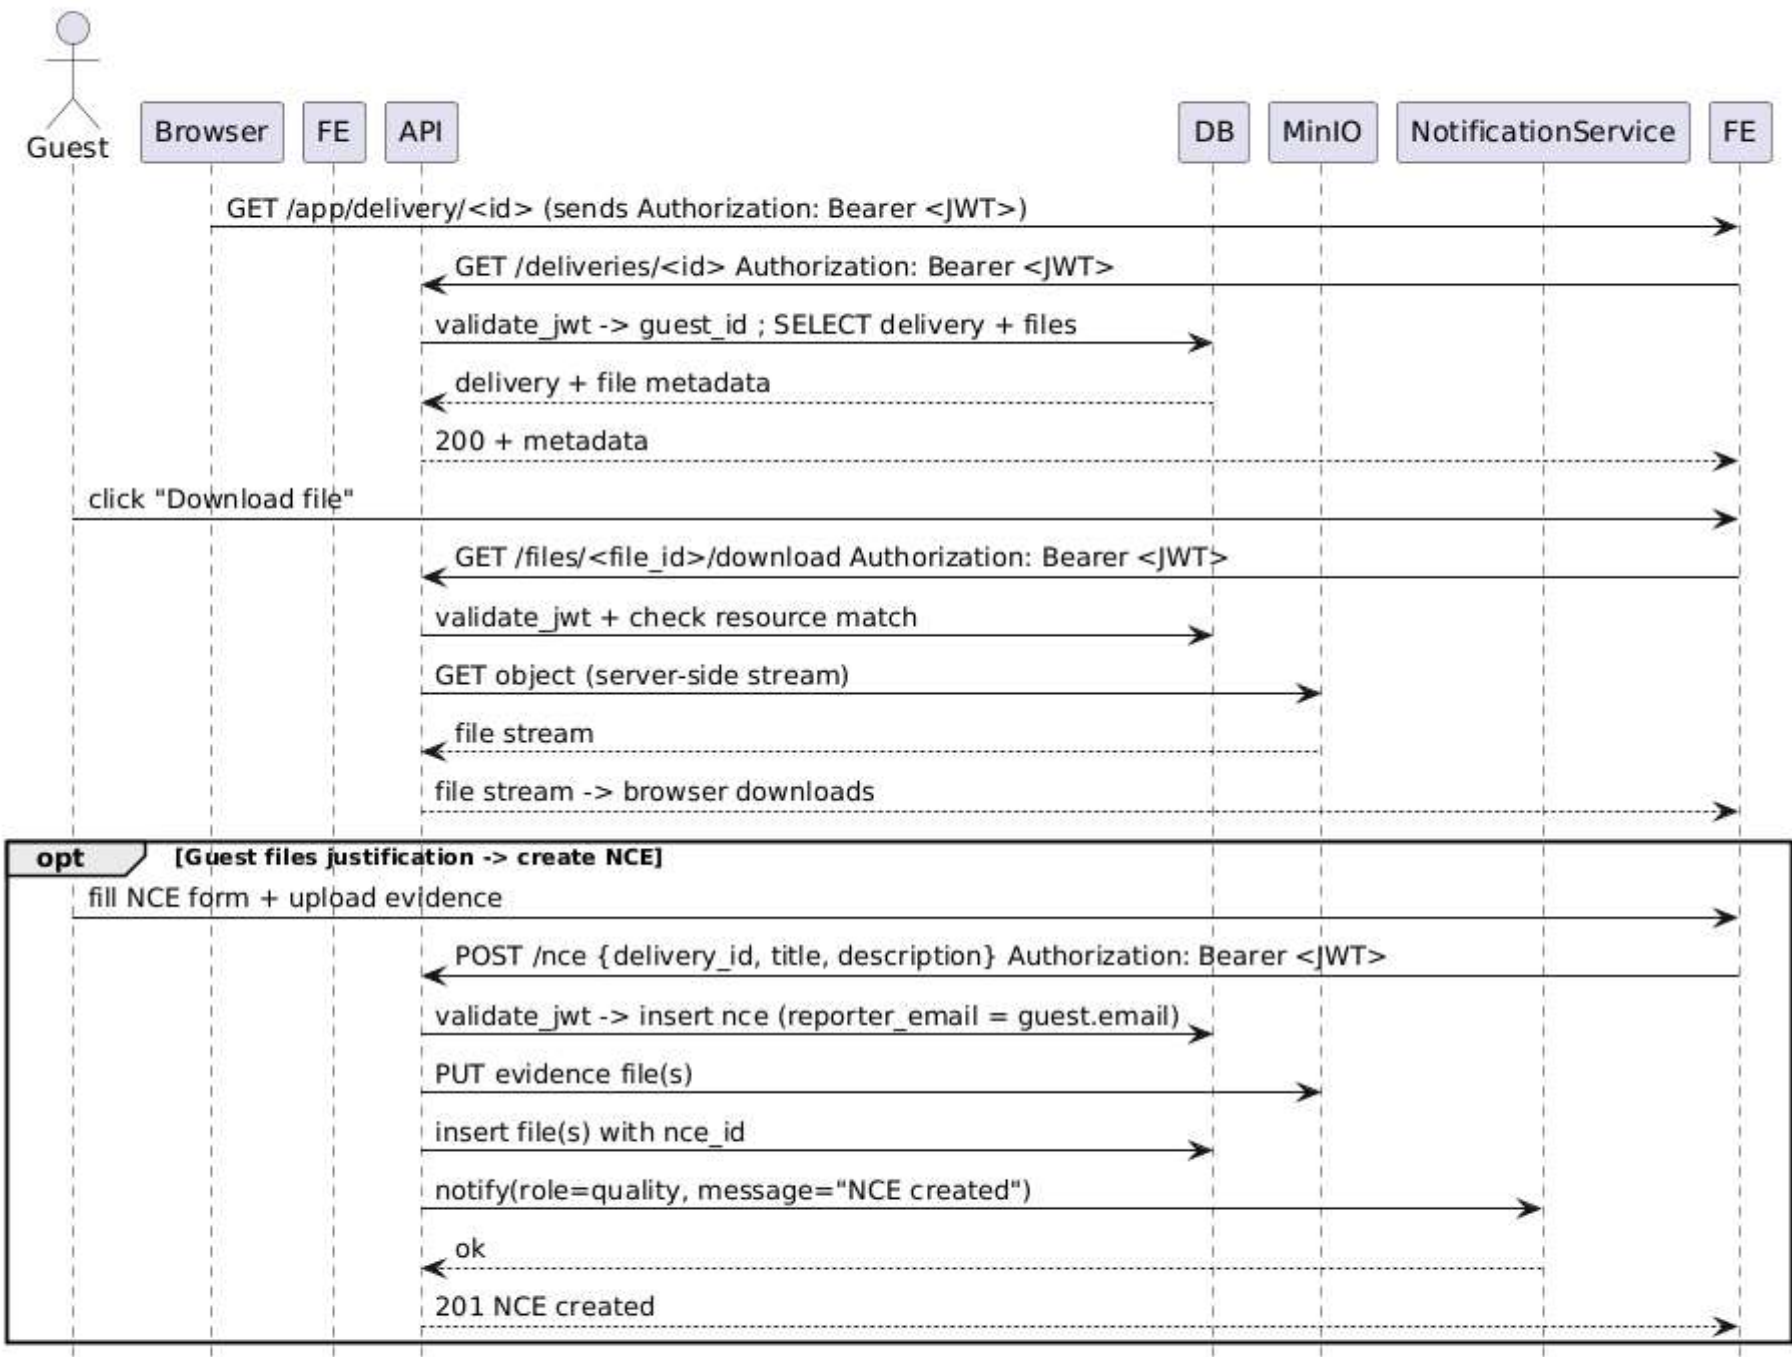 Guest
Browser
FE
API
DB
MinIO
NotificationService
FE
GET /app/delivery/<id> (sends Authorization: Bearer <JWT>)
GET /deliveries/<id> Authorization: Bearer <JWT>
validate_jwt -> guest_id ; SELECT delivery + files
delivery + file metadata
200 + metadata
click "Download file"
GET /files/<file_id>/download Authorization: Bearer <JWT>
validate_jwt + check resource match
GET object (server-side stream)
file stream
file stream -> browser downloads
opt [Guest files justification -> create NCE]
fill NCE form + upload evidence
POST /nce {delivery_id, title, description} Authorization: Bearer <JWT>
validate_jwt -> insert nce (reporter_email = guest.email)
PUT evidence file(s)
insert file(s) with nce_id
notify(role=quality, message="NCE created")
ok
201 NCE created